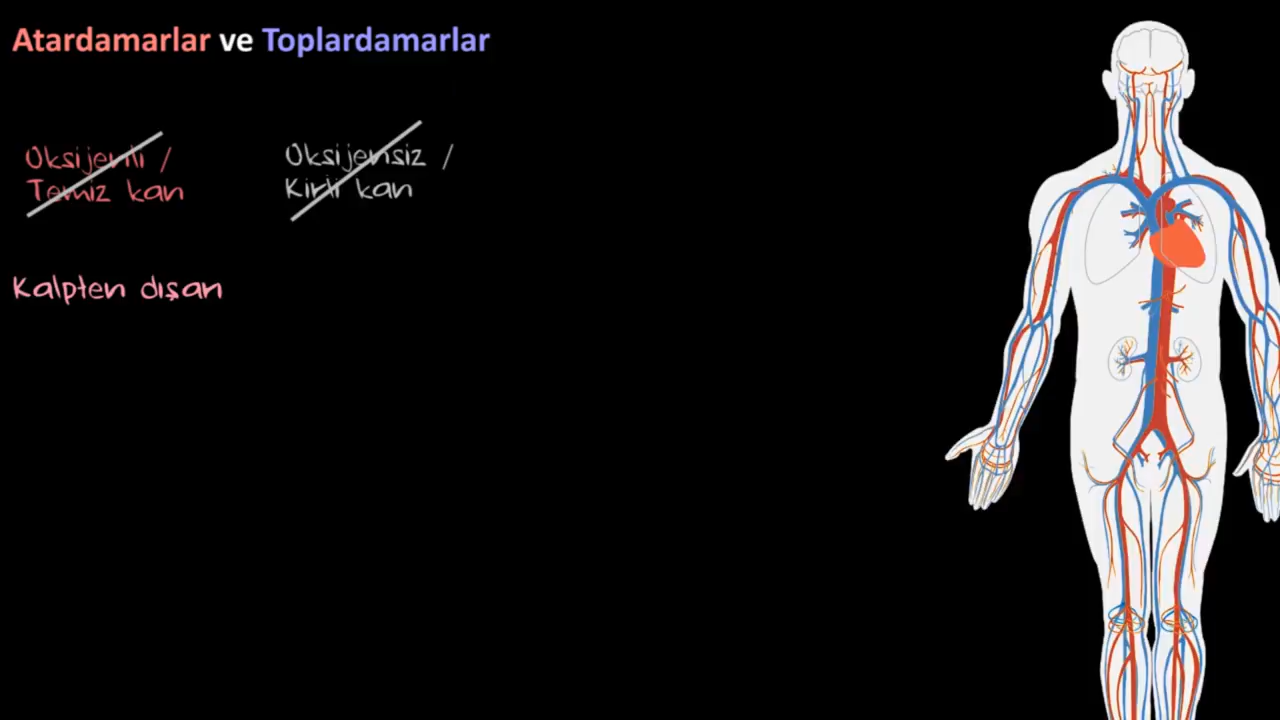 Atardamarlar ve Toplardamarlar
Oksijenli /
Temiz kan
Oksijensiz /
Kirli kan
Kalpten dışarı